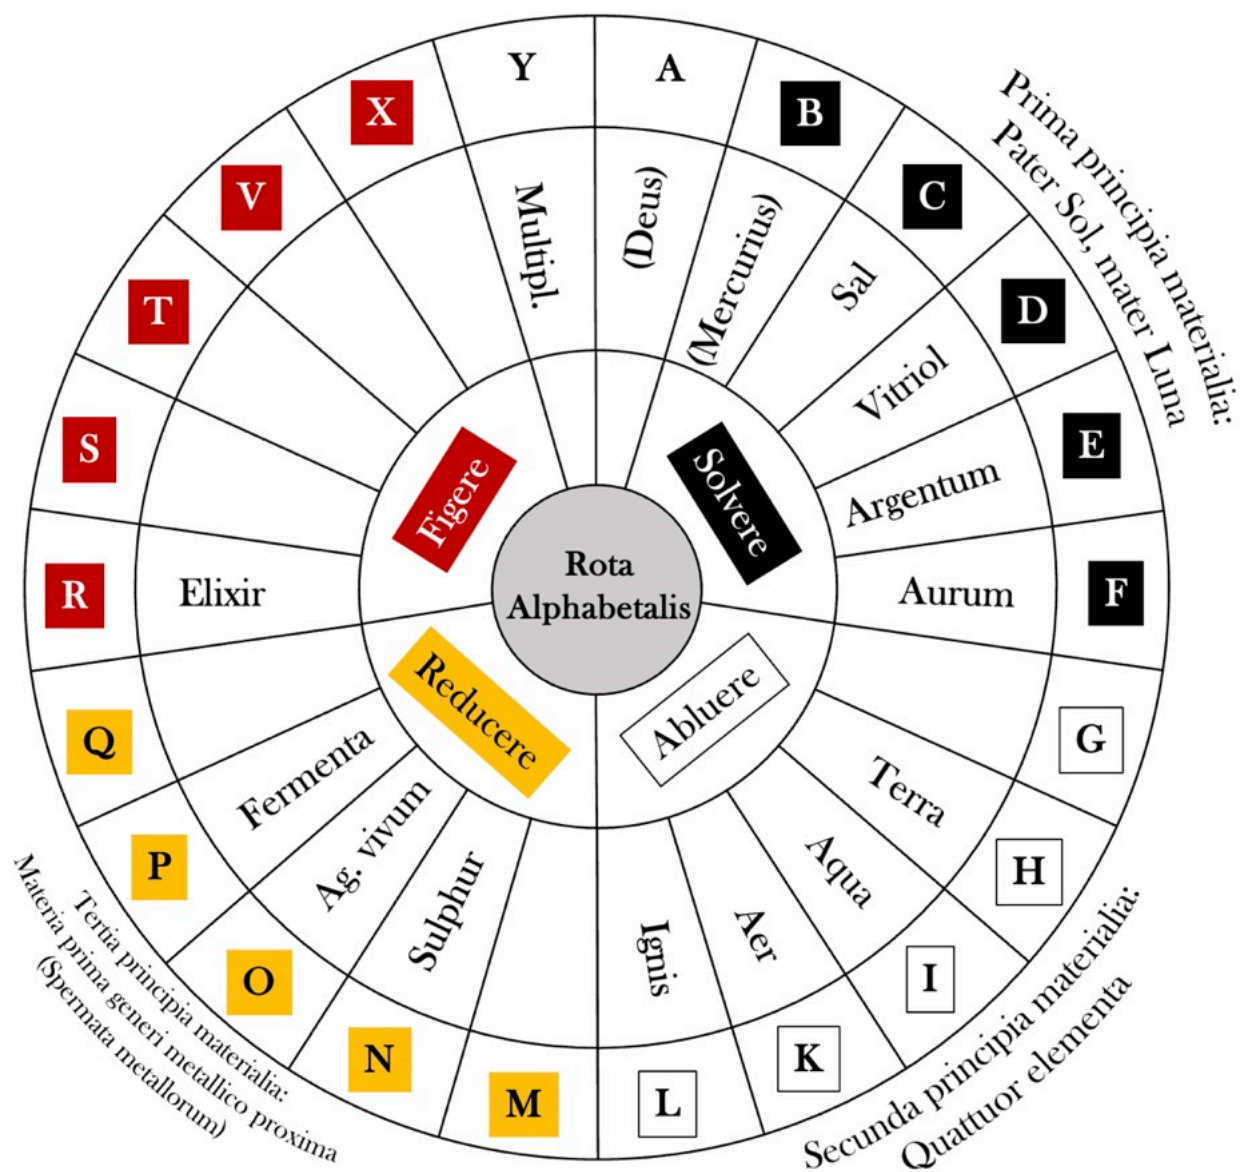 Rota
Alphabetalis
Solvere
Abluere
Reducere
Figere
A
(Deus)
B
(Mercurius)
C
Sal
D
Vitriol
E
Argentum
F
Aurum
G
H
Terra
I
Aqua
K
Aer
L
Ignis
M
N
Sulphur
O
Ag. vivum
P
Fermenta
Q
R
Elixir
S
T
V
X
Y
Multipl.
Prima principia materialia:
Pater Sol, mater Luna
Secunda principia materialia:
Quattuor elementa
Tertia principia materialia:
Materia prima generi metallico proxima
(Spermata metallorum)